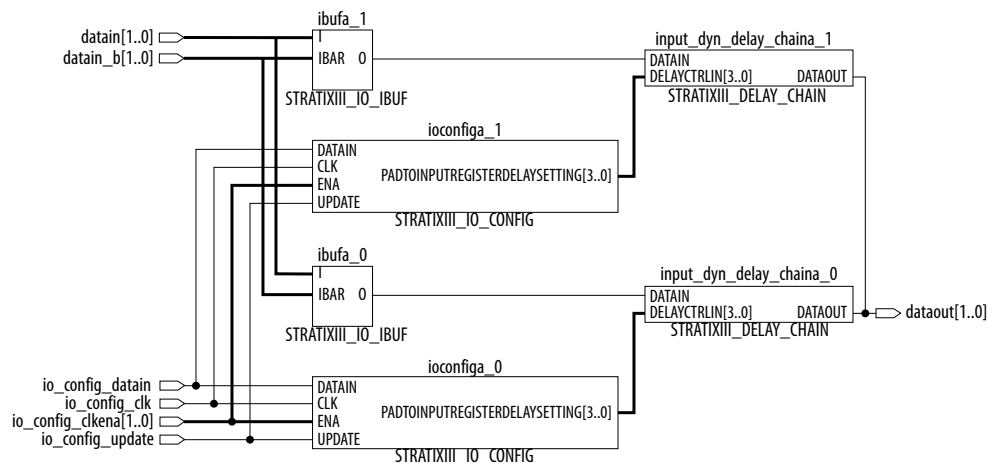 ibufa_1
datain[1..0]
datain_b[1..0]
I
IBAR O
STRATIXIII_IO_IBUF
input_dyn_delay_chaina_1
DATAIN
DELAYCTRLIN[3..0] DATAOUT
STRATIXIII_DELAY_CHAIN
ioconfiga_1
DATAIN
CLK
ENA
UPDATE
PADTOINPUTREGISTERDELAYSETTING[3..0]
STRATIXIII_IO_CONFIG
ibufa_0
I
IBAR O
STRATIXIII_IO_IBUF
input_dyn_delay_chaina_0
DATAIN
DELAYCTRLIN[3..0] DATAOUT
STRATIXIII_DELAY_CHAIN
dataout[1..0]
ioconfiga_0
io_config_datain
io_config_clk
io_config_clkena[1..0]
io_config_update
DATAIN
CLK
ENA
UPDATE
PADTOINPUTREGISTERDELAYSETTING[3..0]
STRATIXIII_IO_CONFIG